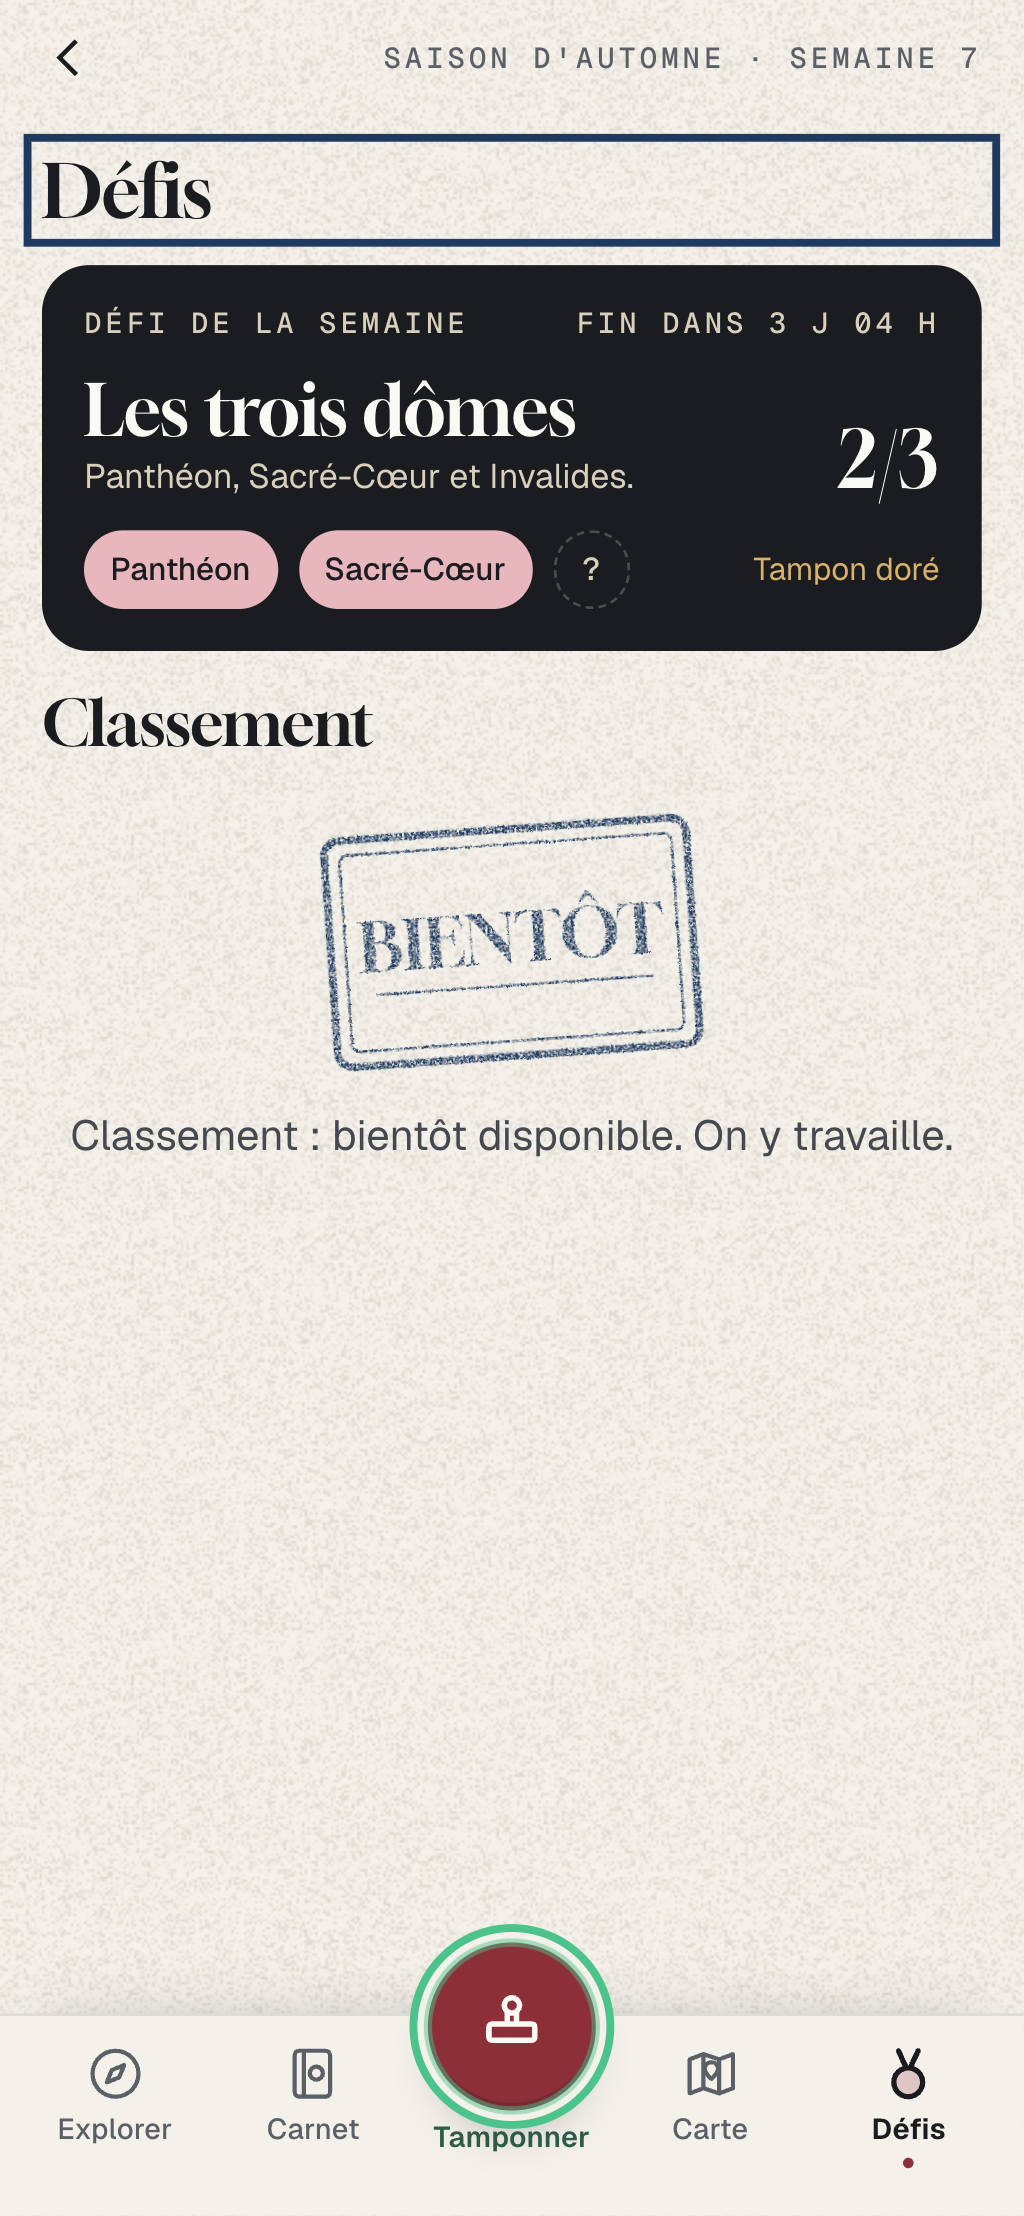 SAISON D'AUTOMNE · SEMAINE 7
Défis
DÉFI DE LA SEMAINE
FIN DANS 3 J 04 H
Les trois dômes
Panthéon, Sacré-Cœur et Invalides.
2/3
Panthéon
Sacré-Cœur
?
Tampon doré
Classement
BIENTÔT
Classement : bientôt disponible. On y travaille.
Explorer
Carnet
Tamponner
Carte
Défis